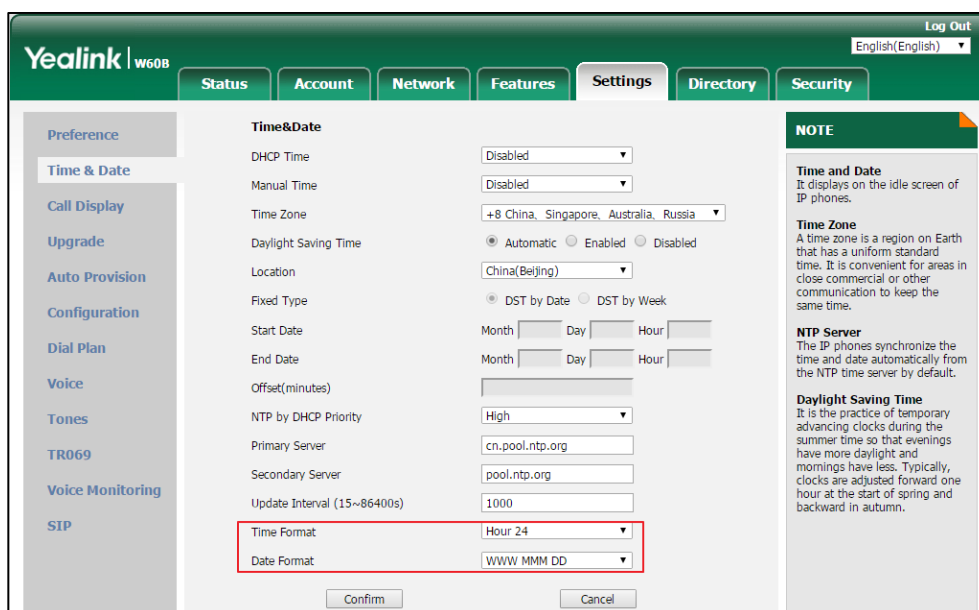 Log Out
English(English)
Yealink W60B
Status Account Network Features Settings Directory Security
Preference
Time & Date
Call Display
Upgrade
Auto Provision
Configuration
Dial Plan
Voice
Tones
TR069
Voice Monitoring
SIP
Time&Date
DHCP Time Disabled
Manual Time Disabled
Time Zone +8 China、Singapore、Australia、Russia
Daylight Saving Time Automatic Enabled Disabled
Location China(Beijing)
Fixed Type DST by Date DST by Week
Start Date Month Day Hour
End Date Month Day Hour
Offset(minutes)
NTP by DHCP Priority High
Primary Server cn.pool.ntp.org
Secondary Server pool.ntp.org
Update Interval (15~86400s) 1000
Time Format Hour 24
Date Format WWW MMM DD
Confirm Cancel
NOTE
Time and Date
It displays on the idle screen of
IP phones.
Time Zone
A time zone is a region on Earth
that has a uniform standard
time. It is convenient for areas in
close commercial or other
communication to keep the
same time.
NTP Server
The IP phones synchronize the
time and date automatically from
the NTP time server by default.
Daylight Saving Time
It is the practice of temporary
advancing clocks during the
summer time so that evenings
have more daylight and
mornings have less. Typically,
clocks are adjusted forward one
hour at the start of spring and
backward in autumn.